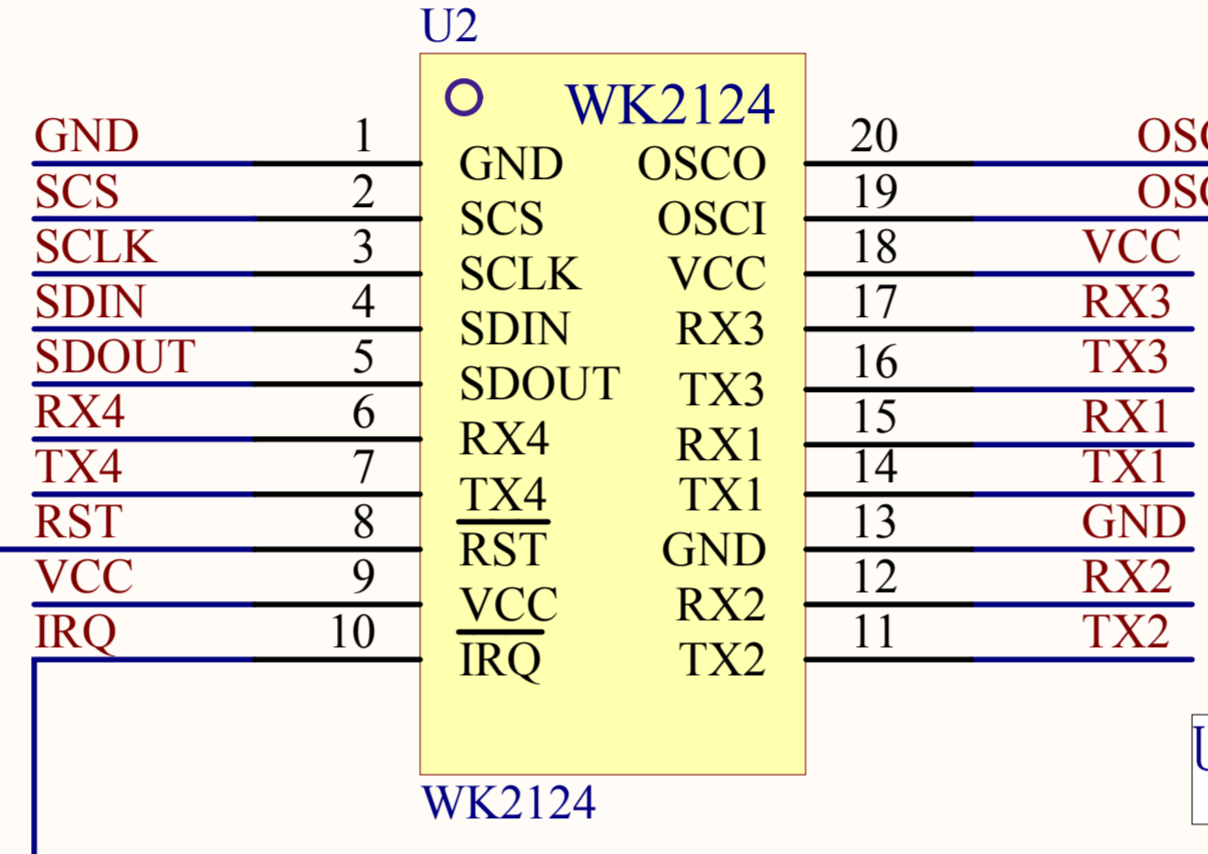 U2
WK2124
GND 1 GND OSCO 20
SCS 2 SCS OSCI 19
SCLK 3 SCLK VCC 18 VCC
SDIN 4 SDIN RX3 17 RX3
SDOUT 5 SDOUT TX3 16 TX3
RX4 6 RX4 RX1 15 RX1
TX4 7 TX4 TX1 14 TX1
RST 8 RST GND 13 GND
VCC 9 VCC RX2 12 RX2
IRQ 10 IRQ TX2 11 TX2
WK2124